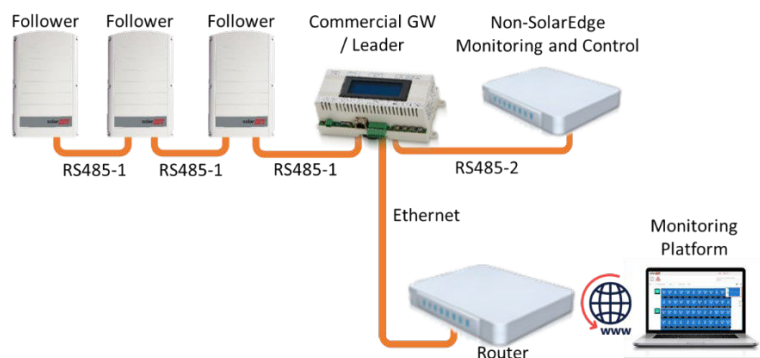 Follower
Follower
Follower
Commercial GW
/ Leader
Non-SolarEdge
Monitoring and Control
RS485-1
RS485-1
RS485-1
RS485-2
Ethernet
Monitoring
Platform
www
Router